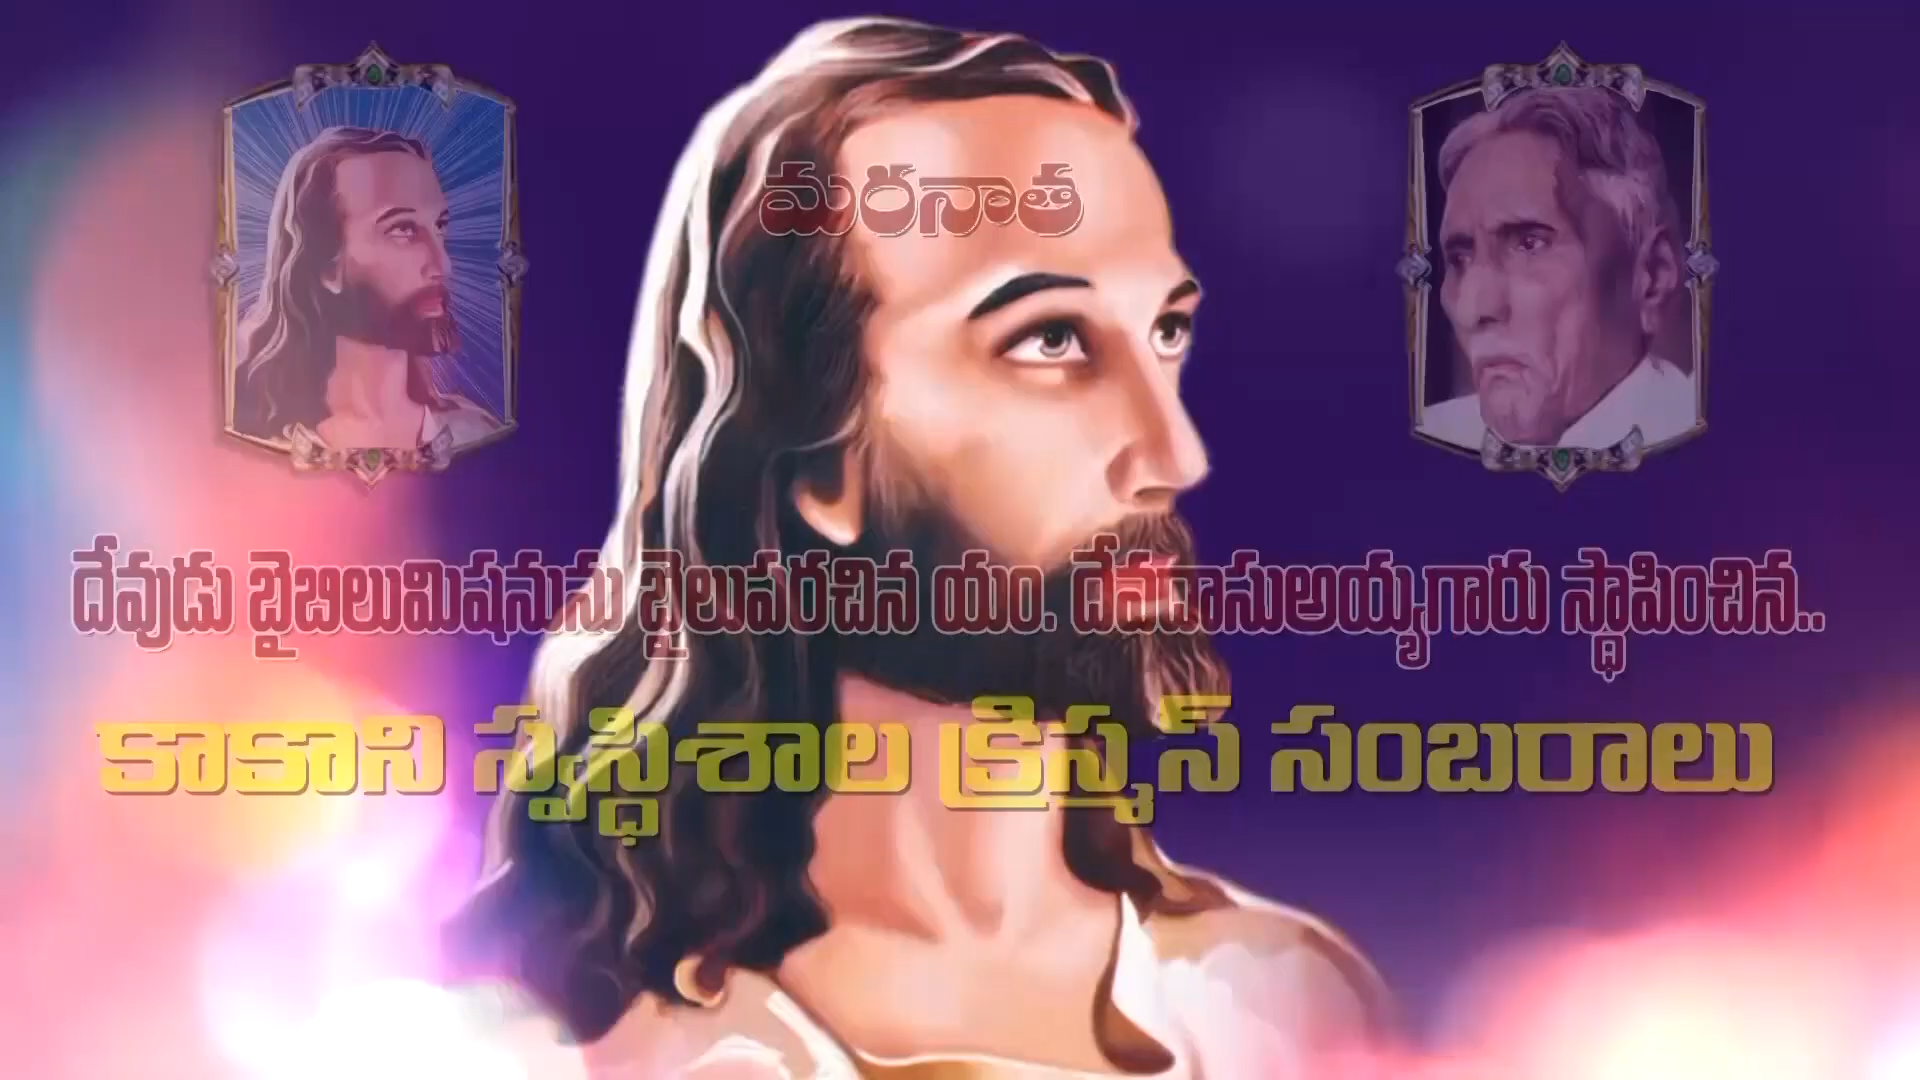 మరనాత
దేవుడు బైబిలుమిషనును బైలుపరచిన యం. దేవదాసుఅయ్యగారు స్థాపించిన..
కాకాని స్వస్ధిశాల క్రిస్మస్ సంబరాలు